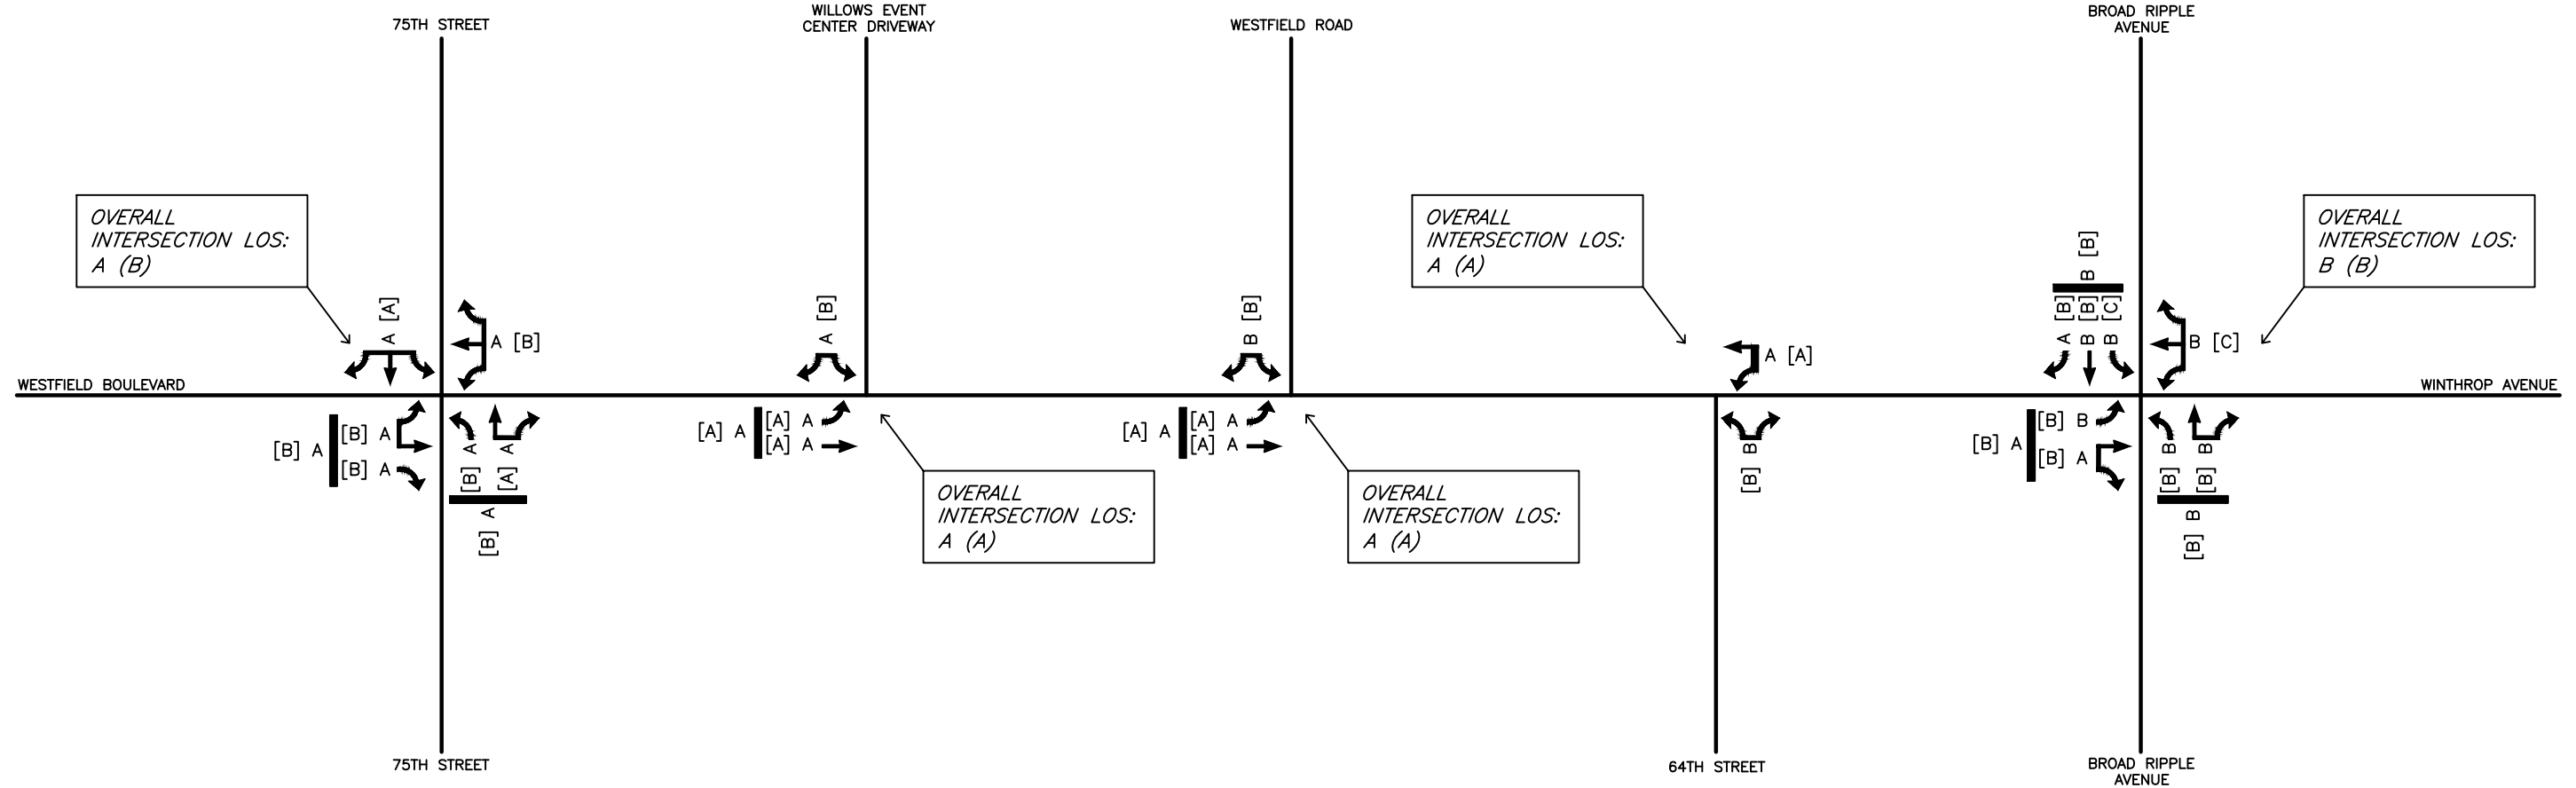 75TH STREET
WILLOWS EVENT
CENTER DRIVEWAY
WESTFIELD ROAD
BROAD RIPPLE
AVENUE
OVERALL
INTERSECTION LOS:
A (B)
OVERALL
INTERSECTION LOS:
A (A)
OVERALL
INTERSECTION LOS:
B (B)
A [A]
A [B]
A [B]
B [B]
A [A]
B [B]
A [B]
B [B]
B [C]
B [C]
WESTFIELD BOULEVARD
WINTHROP AVENUE
[B] A
[B] A
[B] A
[B] A
[A] A
[B] A
[A] A
[A] A
[A] A
[A] A
[A] A
[A] A
[B] B
[B] A
[B] B
[B] A
[B] B
[B] B
[B] B
OVERALL
INTERSECTION LOS:
A (A)
OVERALL
INTERSECTION LOS:
A (A)
75TH STREET
64TH STREET
BROAD RIPPLE
AVENUE